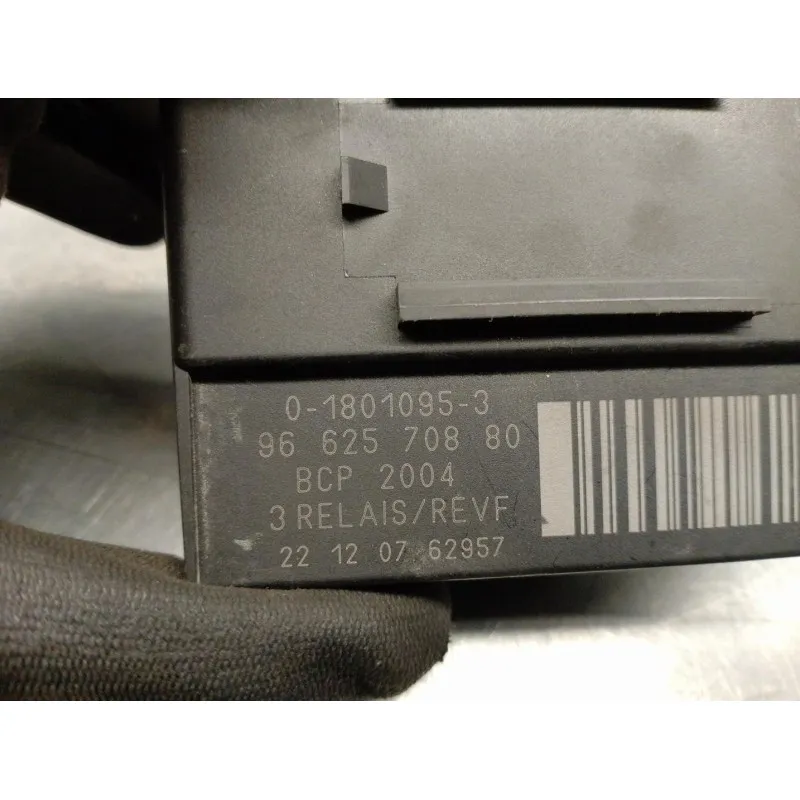 0-1801095-3
96 625 708 80
BCP 2004
3 RELAIS/REVF
22 12 07 62957